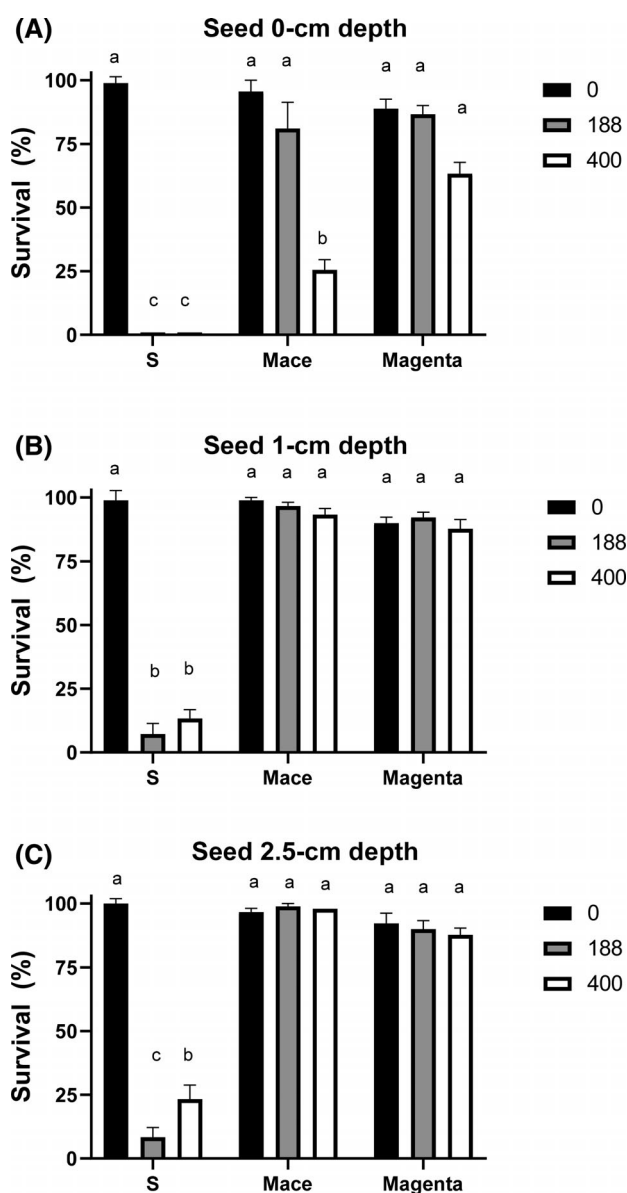 (A) Seed 0-cm depth
a a a a a a b c c
Survival (%)
100
75
50
25
0
S Mace Magenta
0
188
400
(B) Seed 1-cm depth
a a a a a a a b b
Survival (%)
100
75
50
25
0
S Mace Magenta
0
188
400
(C) Seed 2.5-cm depth
a a a a a a a c b
Survival (%)
100
75
50
25
0
S Mace Magenta
0
188
400